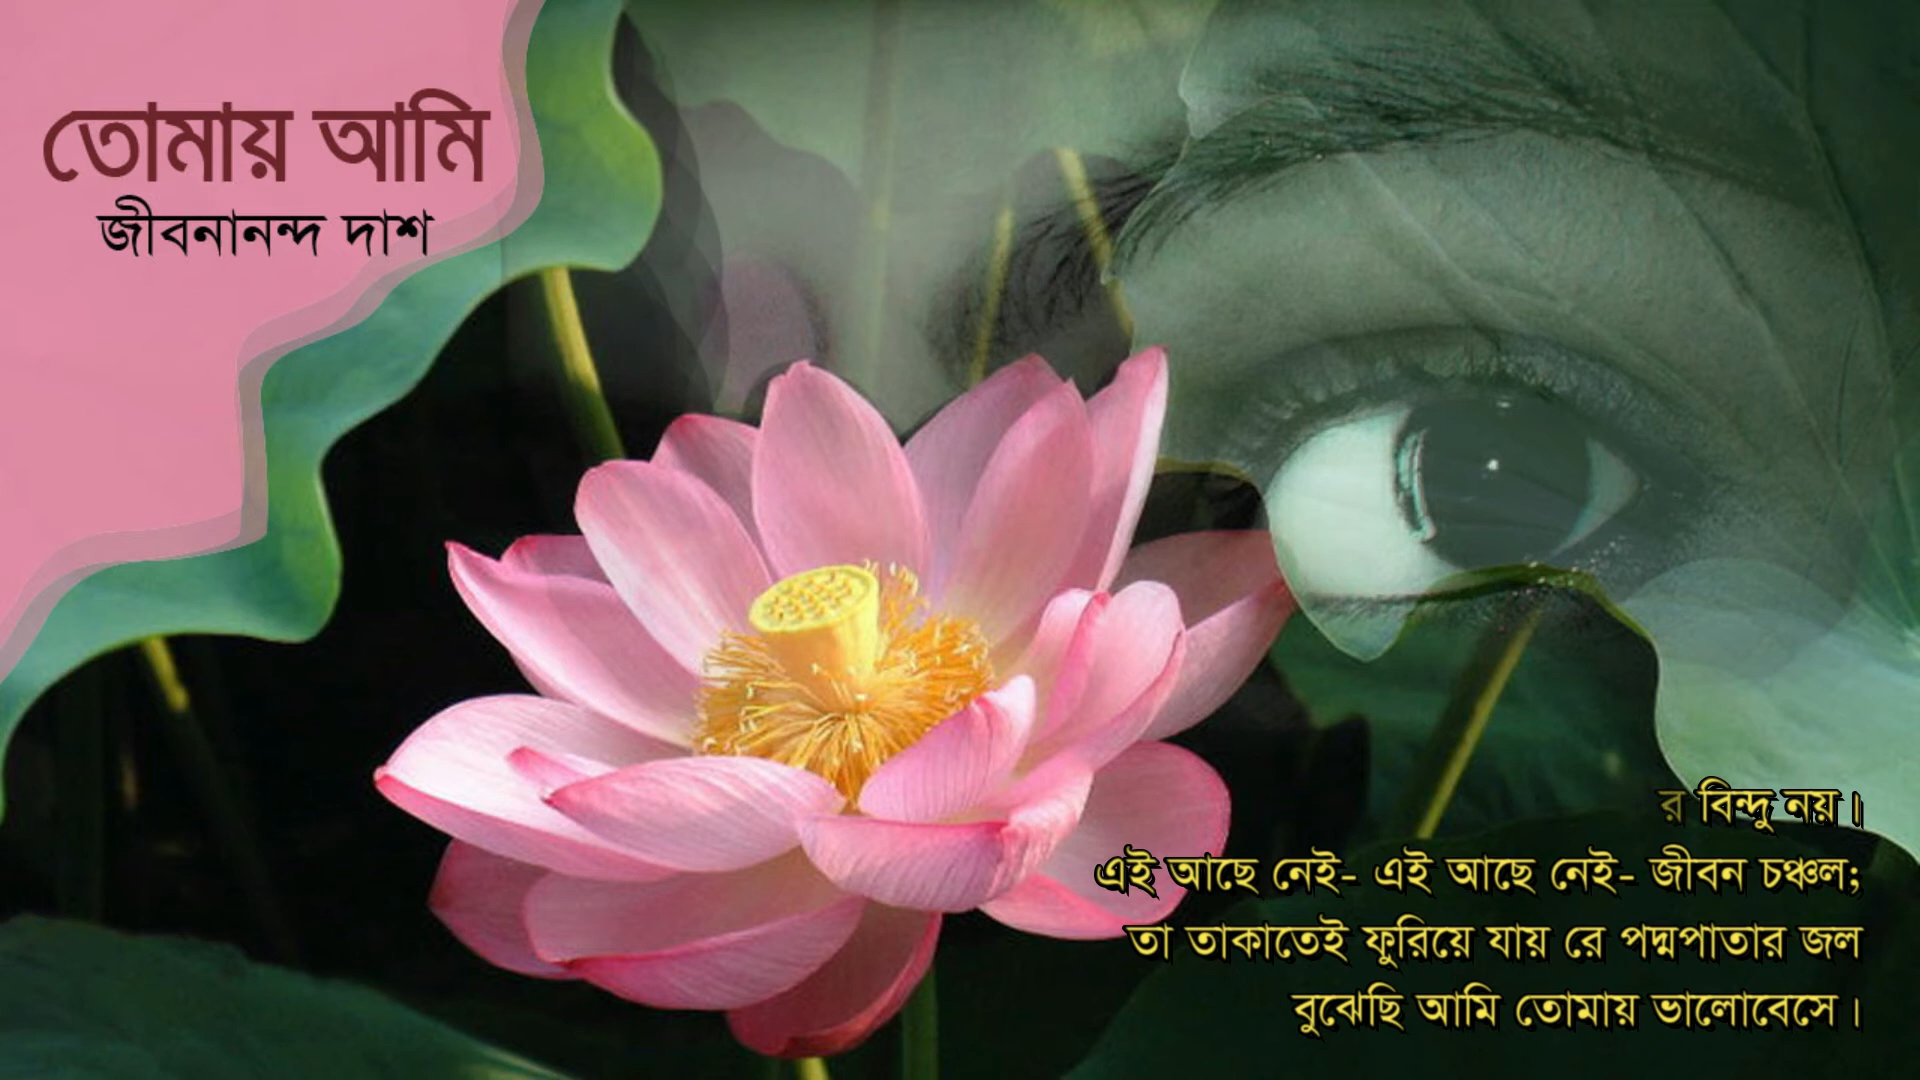 তোমায় আমি
জীবনানন্দ দাশ
র বিন্দু নয়।
এই আছে নেই- এই আছে নেই- জীবন চঞ্চল;
তা তাকাতেই ফুরিয়ে যায় রে পদ্মপাতার জল
বুঝেছি আমি তোমায় ভালোবেসে।